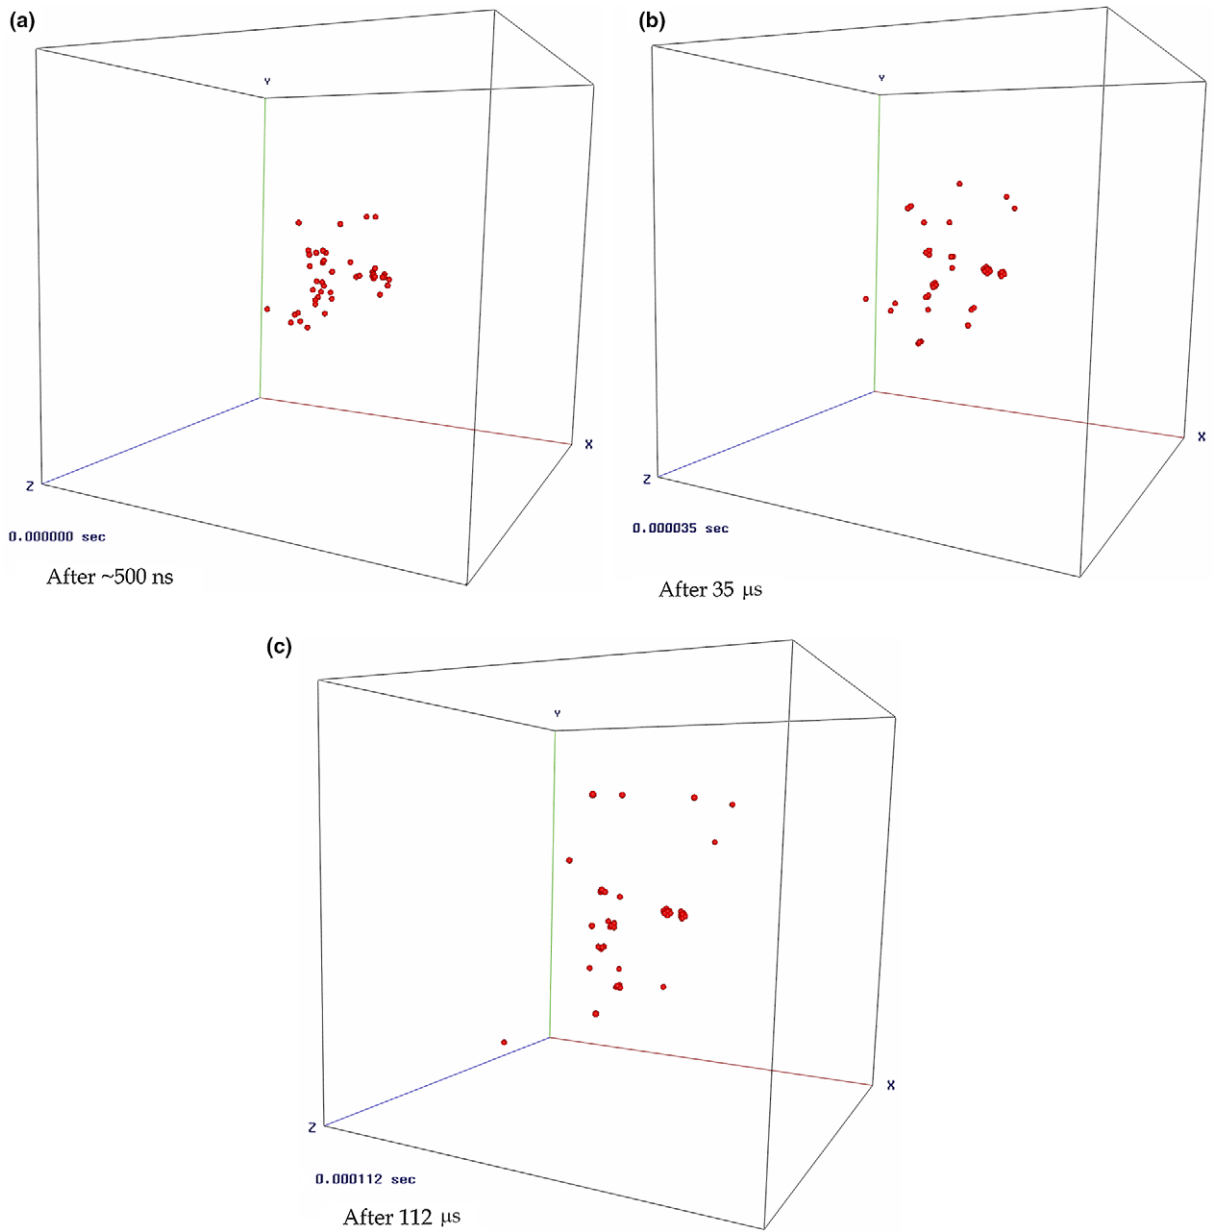 (a)
Y
X
Z
0.000000 sec
After ~500 ns
(b)
Y
X
Z
0.000035 sec
After 35 μs
(c)
Y
X
Z
0.000112 sec
After 112 μs